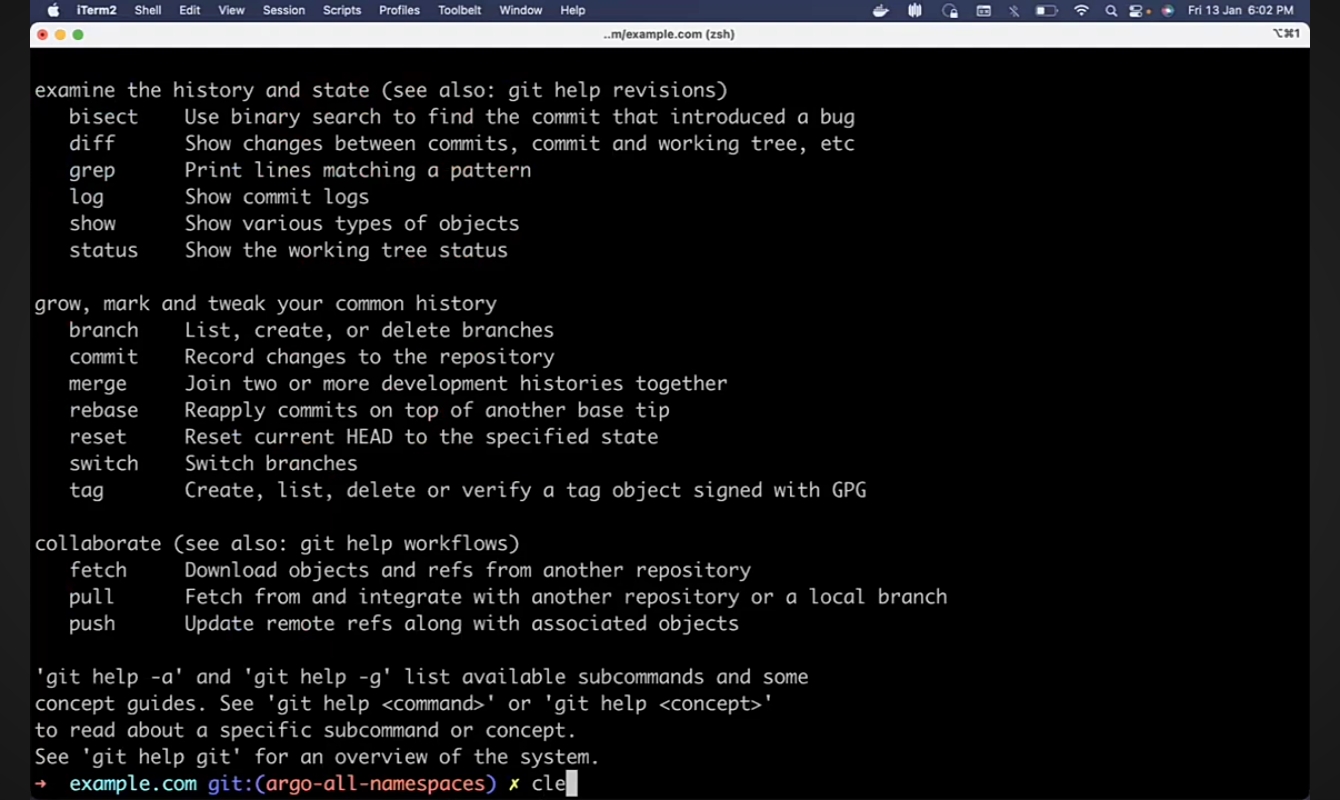 iTerm2 Shell Edit View Session Scripts Profiles Toolbelt Window Help Fri 13 Jan 6:02 PM
..m/example.com (zsh) ⌥⌘1
examine the history and state (see also: git help revisions)
bisect Use binary search to find the commit that introduced a bug
diff Show changes between commits, commit and working tree, etc
grep Print lines matching a pattern
log Show commit logs
show Show various types of objects
status Show the working tree status
grow, mark and tweak your common history
branch List, create, or delete branches
commit Record changes to the repository
merge Join two or more development histories together
rebase Reapply commits on top of another base tip
reset Reset current HEAD to the specified state
switch Switch branches
tag Create, list, delete or verify a tag object signed with GPG
collaborate (see also: git help workflows)
fetch Download objects and refs from another repository
pull Fetch from and integrate with another repository or a local branch
push Update remote refs along with associated objects
'git help -a' and 'git help -g' list available subcommands and some
concept guides. See 'git help <command>' or 'git help <concept>'
to read about a specific subcommand or concept.
See 'git help git' for an overview of the system.
→ example.com git:(argo-all-namespaces) ✗ cle